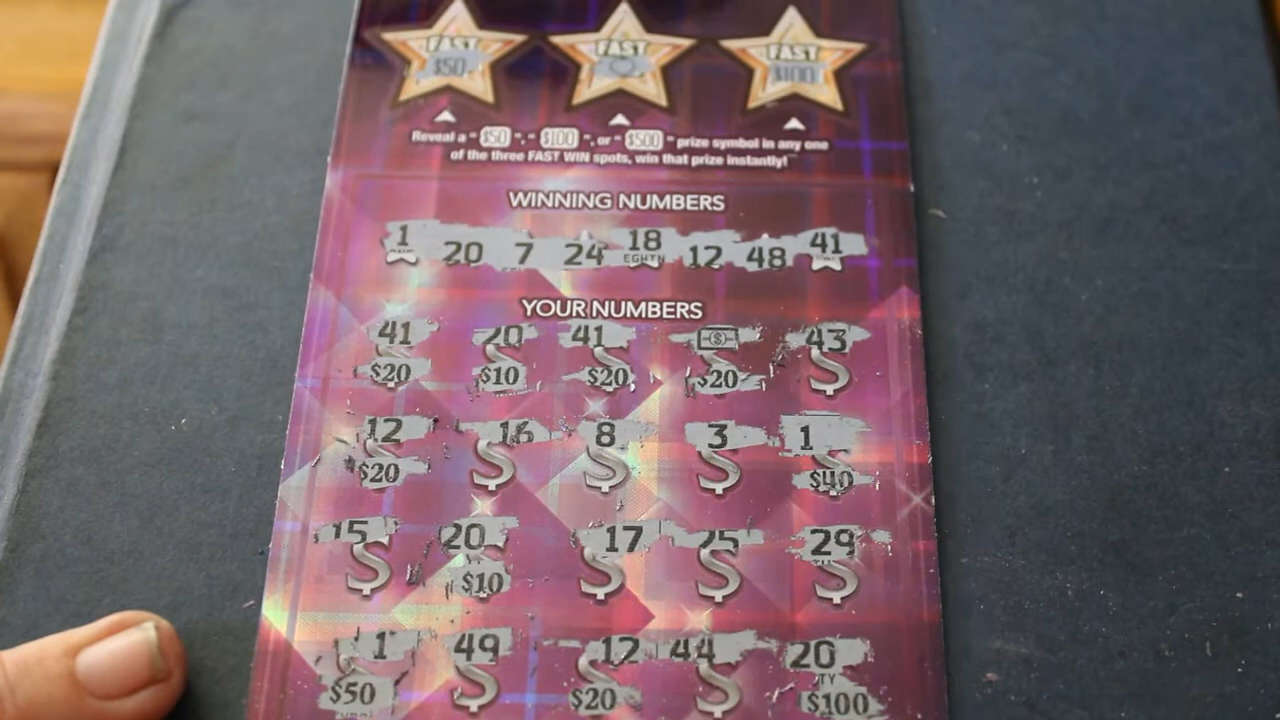 FAST FAST FAST
$50 $100
Reveal a "$50", "$100", or "$500" prize symbol in any one
of the three FAST WIN spots, win that prize instantly!
WINNING NUMBERS
1 20 7 24 18 12 48 41
EGHTN
YOUR NUMBERS
41 20 41 $ 43
$20 $10 $20 $20 $
12 16 8 3 1
$20 $ $ $ $40
15 20 17 25 29
$ $10 $ $ $
1 49 12 44 20
TY
$50 $ $20 $ $100